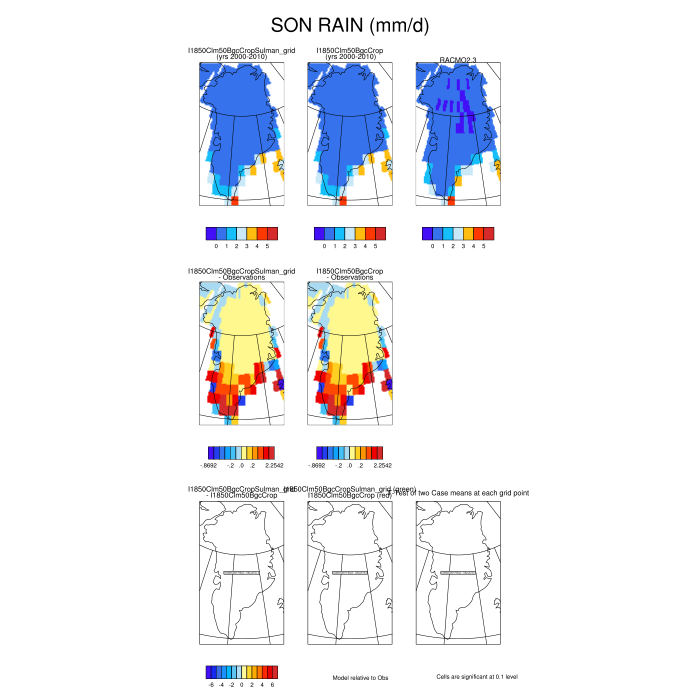 SON RAIN (mm/d)
I1850Clm50BgcCropSulman_grid
(yrs 2000-2010)
I1850Clm50BgcCrop
(yrs 2000-2010)
RACMO2.3
0 1 2 3 4 5
0 1 2 3 4 5
0 1 2 3 4 5
I1850Clm50BgcCropSulman_grid
- Observations
I1850Clm50BgcCrop
- Observations
-.8692 -.2 .0 .2 2.2542
-.8692 -.2 .0 .2 2.2542
I1850Clm50BgcCropSulman_grid
- I1850Clm50BgcCrop
I1850Clm50BgcCropSulman_grid (green)
I1850Clm50BgcCrop (red)
T-Test of two Case means at each grid point
-6 -4 -2 0 2 4 6
Model relative to Obs
Cells are significant at 0.1 level